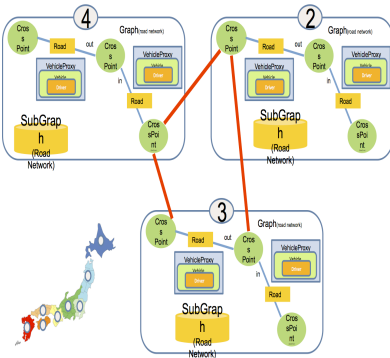 4
Graph(road network)
Cros
s
Point
Road
out
Cros
s
Point
VehicleProxy
Vehicle
Driver
in
Road
VehicleProxy
Vehicle
Driver
SubGrap
h
(Road
Network)
Cros
sPoi
nt
2
Graph(road network)
Cros
s
Point
Road
out
Cros
s
Point
VehicleProxy
Vehicle
Driver
in
Road
VehicleProxy
Vehicle
Driver
SubGrap
h
(Road
Network)
Cros
sPoi
nt
3
Graph(road network)
Cros
s
Point
Road
out
Cros
s
Point
VehicleProxy
Vehicle
Driver
in
Road
VehicleProxy
Vehicle
Driver
SubGrap
h
(Road
Network)
Cros
sPoi
nt